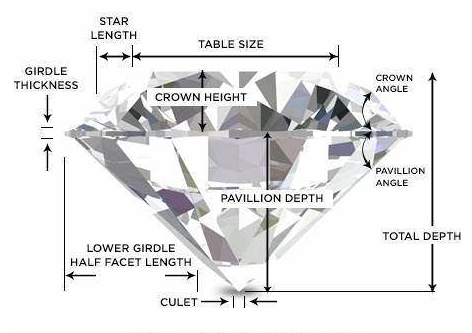 STAR
LENGTH
TABLE SIZE
GIRDLE
THICKNESS
CROWN HEIGHT
CROWN
ANGLE
PAVILLION
ANGLE
PAVILLION DEPTH
TOTAL DEPTH
LOWER GIRDLE
HALF FACET LENGTH
CULET